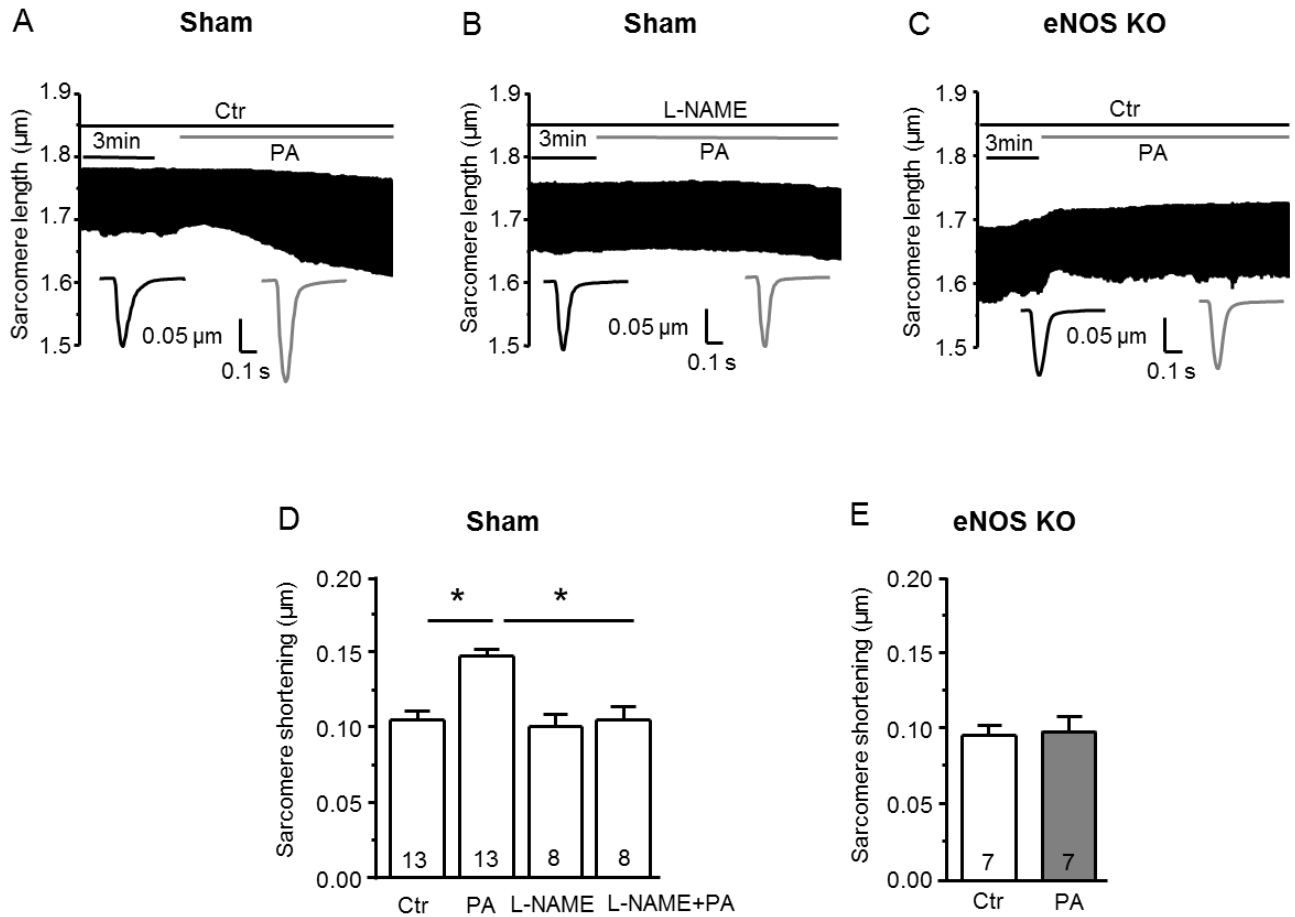 A
Sham
B
Sham
C
eNOS KO
Sarcomere length (µm)
1.9
1.8
1.7
1.6
1.5
Ctr
3min
PA
0.05 µm
0.1 s
Sarcomere length (µm)
1.9
1.8
1.7
1.6
1.5
L-NAME
3min
PA
0.05 µm
0.1 s
Sarcomere length (µm)
1.9
1.8
1.7
1.6
1.5
Ctr
3min
PA
0.05 µm
0.1 s
D
Sham
E
eNOS KO
Sarcomere shortening (µm)
0.20
0.15
0.10
0.05
0.00
*
*
13
13
8
8
Ctr
PA
L-NAME
L-NAME+PA
Sarcomere shortening (µm)
0.20
0.15
0.10
0.05
0.00
7
7
Ctr
PA